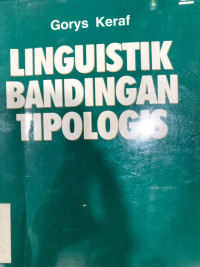 Gorys Keraf
LINGUISTIK
BANDINGAN
TIPOLOGIS